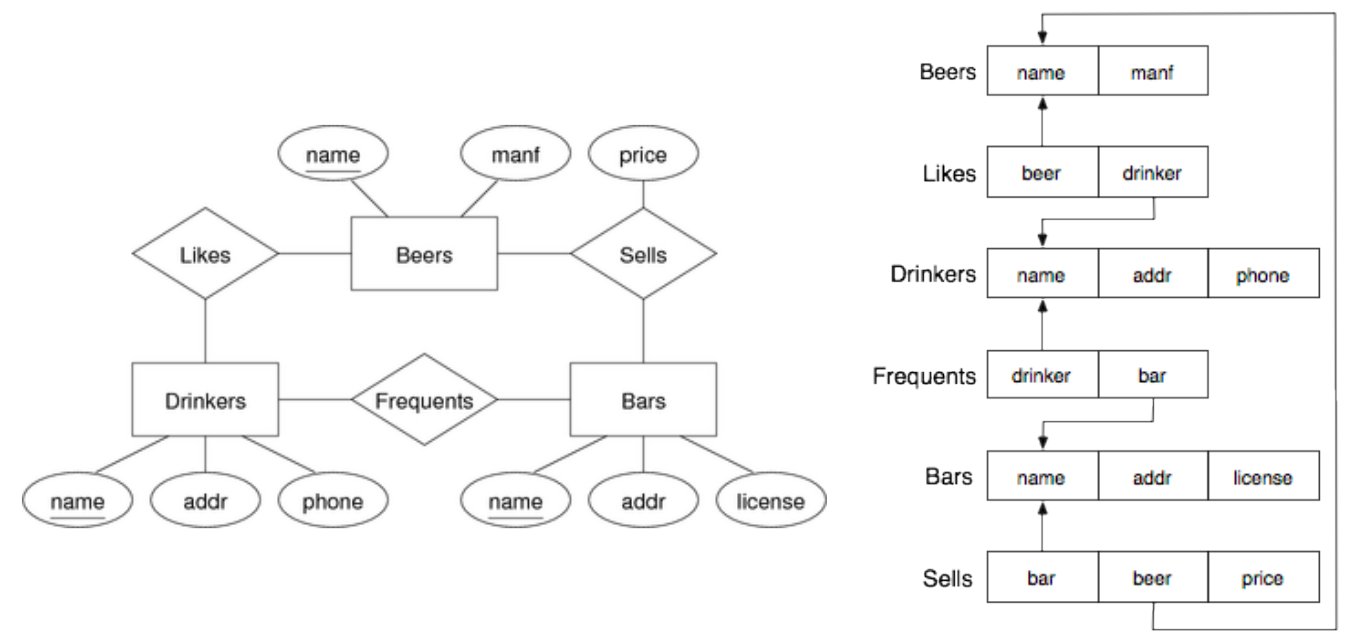 name
manf
price
Likes
Beers
Sells
Drinkers
Frequents
Bars
name
addr
phone
name
addr
license
Beers name manf
Likes beer drinker
Drinkers name addr phone
Frequents drinker bar
Bars name addr license
Sells bar beer price